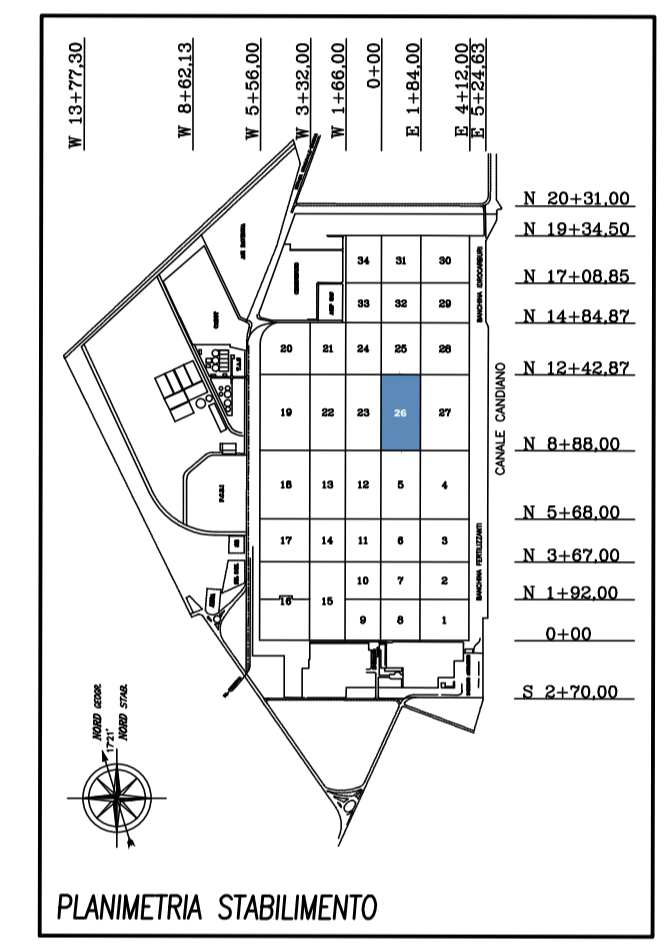 W 13+77,30
W 8+62,13
W 5+56,00
W 3+32,00
W 1+66,00
0+00
E 1+84,00
E 4+12,00
E 5+24,63
N 20+31,00
N 19+34,50
N 17+08,85
N 14+84,87
N 12+42,87
N 8+88,00
N 5+68,00
N 3+67,00
N 1+92,00
0+00
S 2+70,00
34 31 30
33 32 29
20 21 24 25 28
19 22 23 26 27
18 13 12 5 4
17 14 11 6 3
10 7 2
16 15
9 8 1
BANCHINA IDROCARBURI
CANALE CANDIANO
BANCHINA FERTILIZZANTI
NORD GEOGR.
17°21'
NORD STAB.
PLANIMETRIA STABILIMENTO